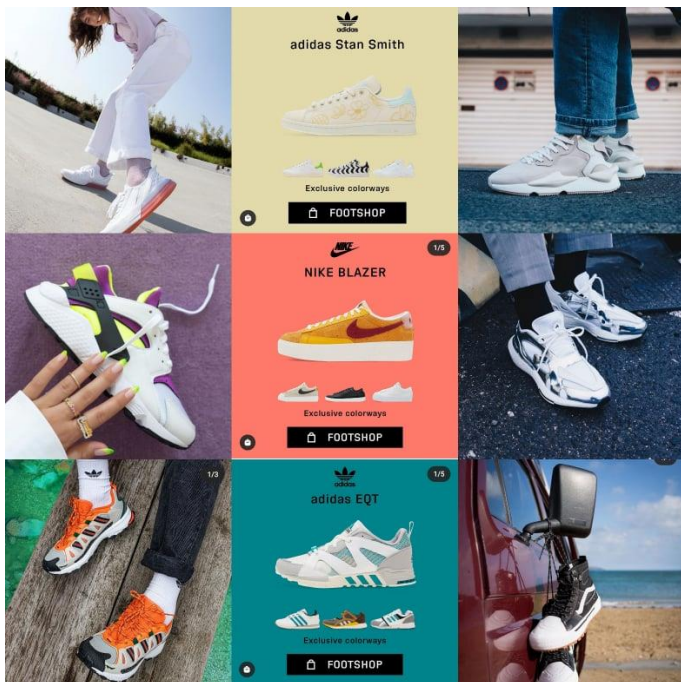 adidas
adidas Stan Smith
Exclusive colorways
FOOTSHOP
NIKE
1/5
NIKE BLAZER
Exclusive colorways
FOOTSHOP
1/3
adidas
1/5
adidas EQT
Exclusive colorways
FOOTSHOP